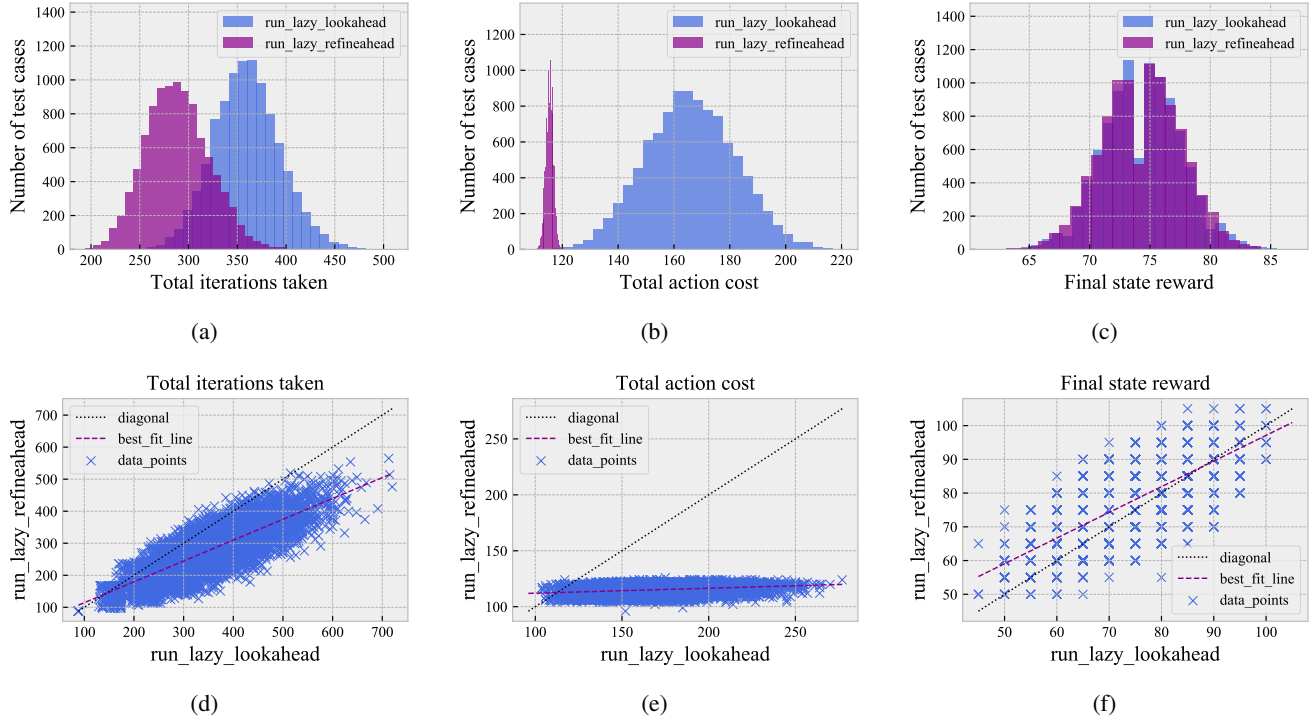 1400
1200
1000
800
600
400
200
0
200 250 300 350 400 450 500
Number of test cases
Total iterations taken
run_lazy_lookahead
run_lazy_refineahead
(a)
1400
1200
1000
800
600
400
200
0
120 140 160 180 200 220
Number of test cases
Total action cost
run_lazy_lookahead
run_lazy_refineahead
(b)
1400
1200
1000
800
600
400
200
0
65 70 75 80 85
Number of test cases
Final state reward
run_lazy_lookahead
run_lazy_refineahead
(c)
Total iterations taken
diagonal
best_fit_line
data_points
700
600
500
400
300
200
100
100 200 300 400 500 600 700
run_lazy_refineahead
run_lazy_lookahead
(d)
Total action cost
diagonal
best_fit_line
data_points
250
200
150
100
100 150 200 250
run_lazy_refineahead
run_lazy_lookahead
(e)
Final state reward
diagonal
best_fit_line
data_points
100
90
80
70
60
50
50 60 70 80 90 100
run_lazy_refineahead
run_lazy_lookahead
(f)